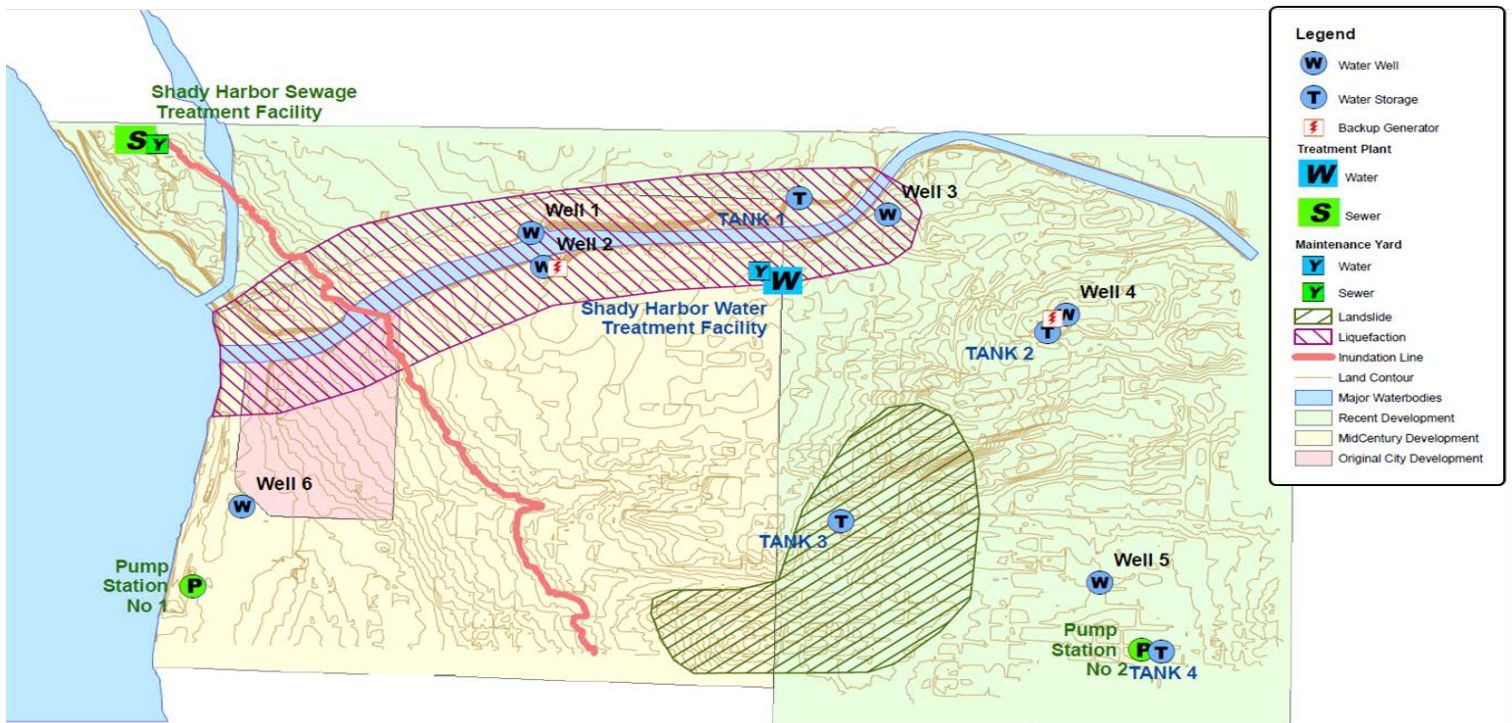 Shady Harbor Sewage
Treatment Facility
S
Y
Well 1
W
Well 2
W
T
TANK 1
Well 3
W
Y
W
Shady Harbor Water
Treatment Facility
Well 4
W
T
TANK 2
Well 6
W
T
TANK 3
Pump
Station
No 1
P
Well 5
W
Pump
Station
No 2
P
T
TANK 4
Legend
W Water Well
T Water Storage
Backup Generator
Treatment Plant
W Water
S Sewer
Maintenance Yard
Y Water
Y Sewer
Landslide
Liquefaction
Inundation Line
Land Contour
Major Waterbodies
Recent Development
MidCentury Development
Original City Development